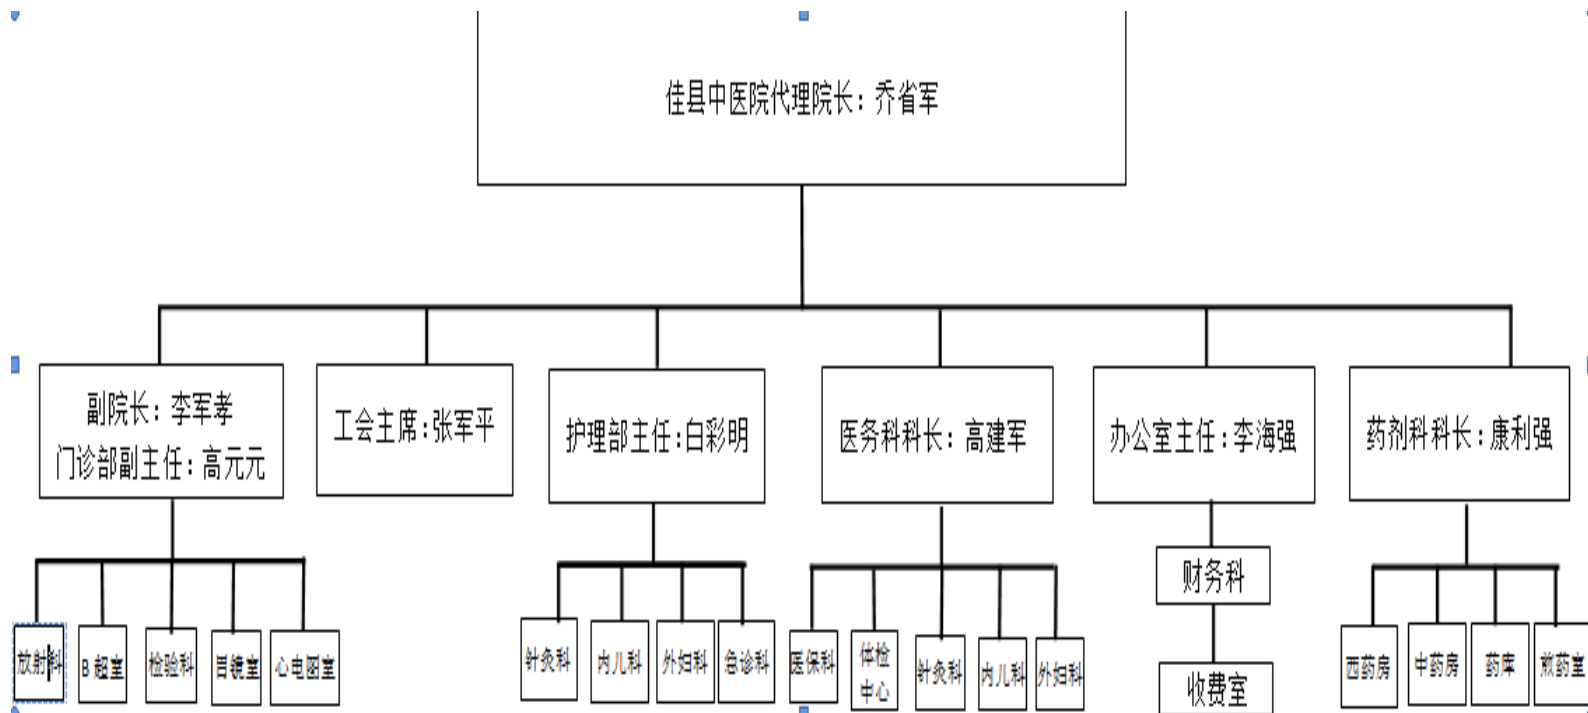 佳县中医院代理院长：乔省军
副院长：李军孝
门诊部副主任：高元元
工会主席：张军平
护理部主任：白彩明
医务科科长：高建军
办公室主任：李海强
药剂科科长：康利强
放射科
B超室
检验科
胃镜室
心电图室
针灸科
内儿科
外妇科
急诊科
医保科
体检
中心
针灸科
内儿科
外妇科
财务科
收费室
西药房
中药房
药库
煎药室